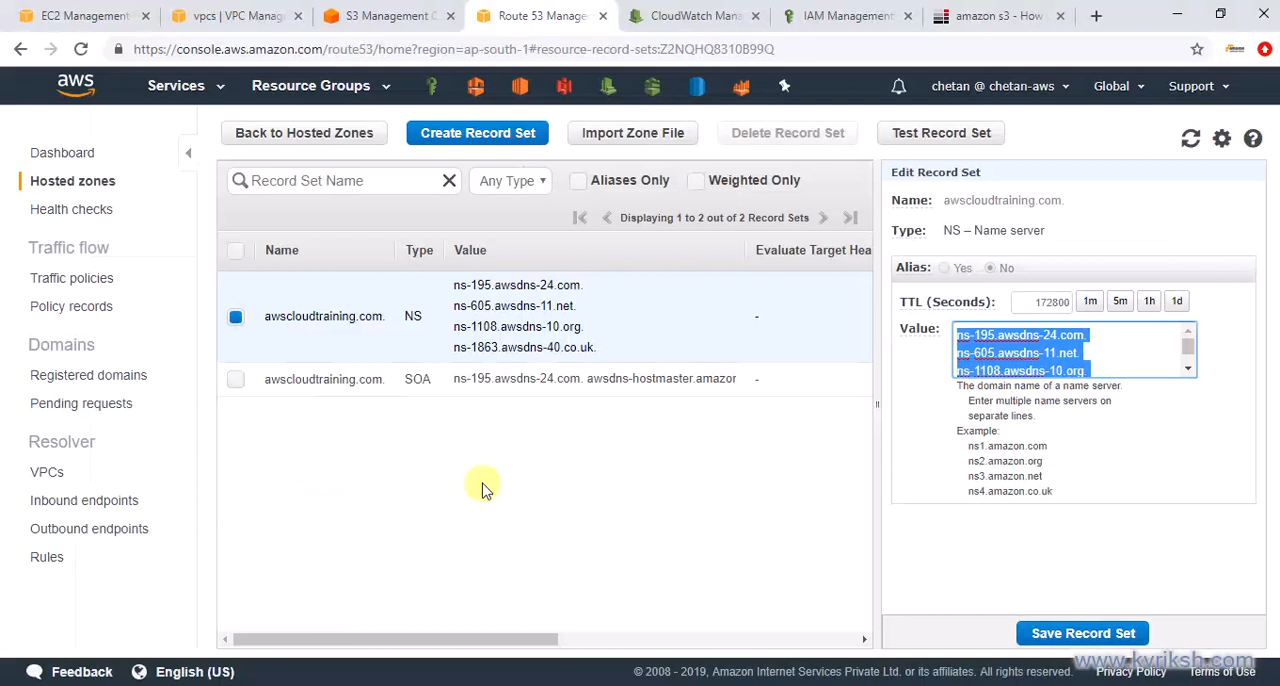 EC2 Management
vpcs | VPC Manag
S3 Management C
Route 53 Manage
CloudWatch Man
IAM Management
amazon s3 - How
https://console.aws.amazon.com/route53/home?region=ap-south-1#resource-record-sets:Z2NQHQ8310B99Q
aws
Services
Resource Groups
chetan @ chetan-aws
Global
Support
Back to Hosted Zones
Create Record Set
Import Zone File
Delete Record Set
Test Record Set
Dashboard
Hosted zones
Health checks
Traffic flow
Traffic policies
Policy records
Domains
Registered domains
Pending requests
Resolver
VPCs
Inbound endpoints
Outbound endpoints
Rules
Record Set Name
Any Type
Aliases Only
Weighted Only
Displaying 1 to 2 out of 2 Record Sets
Name Type Value Evaluate Target Hea
awscloudtraining.com. NS
ns-195.awsdns-24.com.
ns-605.awsdns-11.net.
ns-1108.awsdns-10.org.
ns-1863.awsdns-40.co.uk.
-
awscloudtraining.com. SOA ns-195.awsdns-24.com. awsdns-hostmaster.amazor -
Edit Record Set
Name: awscloudtraining.com.
Type: NS – Name server
Alias: Yes No
TTL (Seconds): 172800 1m 5m 1h 1d
Value:
ns-195.awsdns-24.com.
ns-605.awsdns-11.net.
ns-1108.awsdns-10.org.
The domain name of a name server.
Enter multiple name servers on
separate lines.
Example:
ns1.amazon.com
ns2.amazon.org
ns3.amazon.net
ns4.amazon.co.uk
Save Record Set
www.kvriksh.com
Feedback
English (US)
© 2008 - 2019, Amazon Internet Services Private Ltd. or its affiliates. All rights reserved.
Privacy Policy
Terms of Use